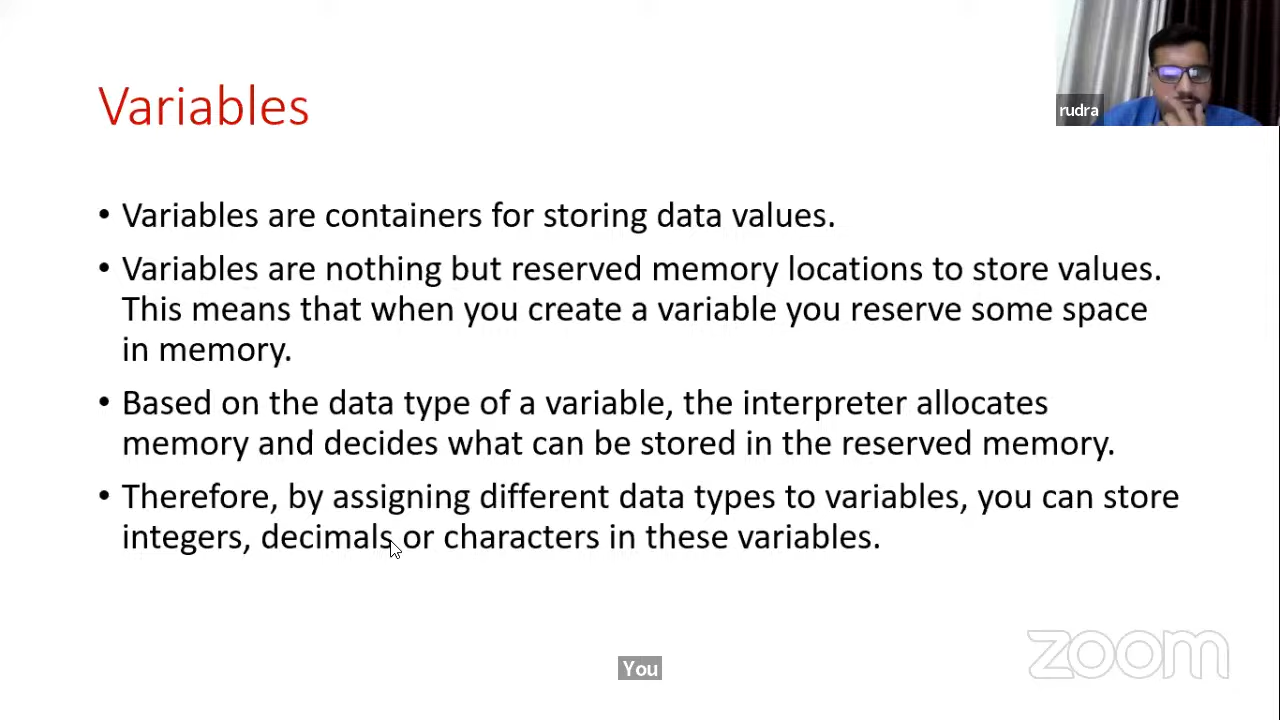 Variables
rudra
• Variables are containers for storing data values.
• Variables are nothing but reserved memory locations to store values.
This means that when you create a variable you reserve some space
in memory.
• Based on the data type of a variable, the interpreter allocates
memory and decides what can be stored in the reserved memory.
• Therefore, by assigning different data types to variables, you can store
integers, decimals or characters in these variables.
You
zoom